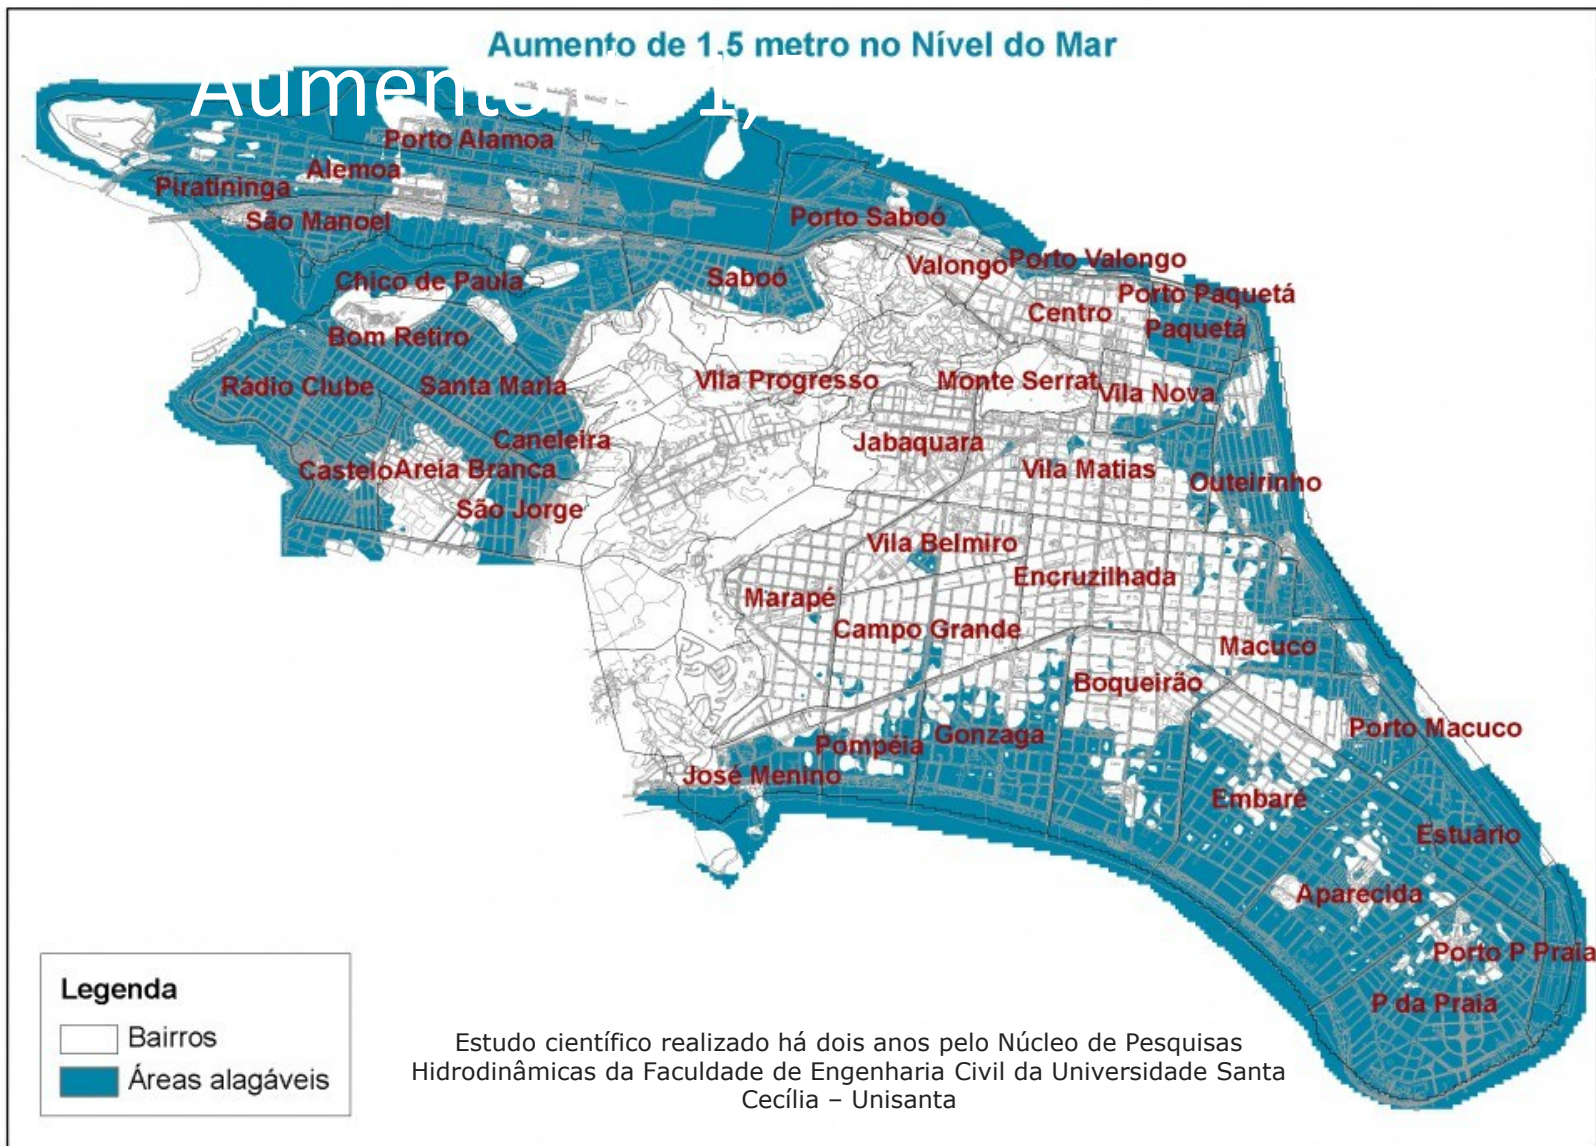 Aumento de 1.5 metro no Nível do Mar
Aumento 1,
Porto Alamoa
Alemoa
Piratininga
São Manoel
Porto Saboó
Chico de Paula
Saboó
Valongo
Porto Valongo
Porto Paquetá
Centro
Paquetá
Bom Retiro
Rádio Clube
Santa Maria
Vila Progresso
Monte Serrat
Vila Nova
Caneleira
Jabaquara
Castelo
Areia Branca
Vila Matias
Outeirinho
São Jorge
Vila Belmiro
Encruzilhada
Marapé
Campo Grande
Macuco
Boqueirão
Porto Macuco
Pompéia
Gonzaga
José Menino
Embaré
Estuário
Aparecida
Porto P Praia
P da Praia
Legenda
Bairros
Áreas alagáveis
Estudo científico realizado há dois anos pelo Núcleo de Pesquisas
Hidrodinâmicas da Faculdade de Engenharia Civil da Universidade Santa
Cecília – Unisanta